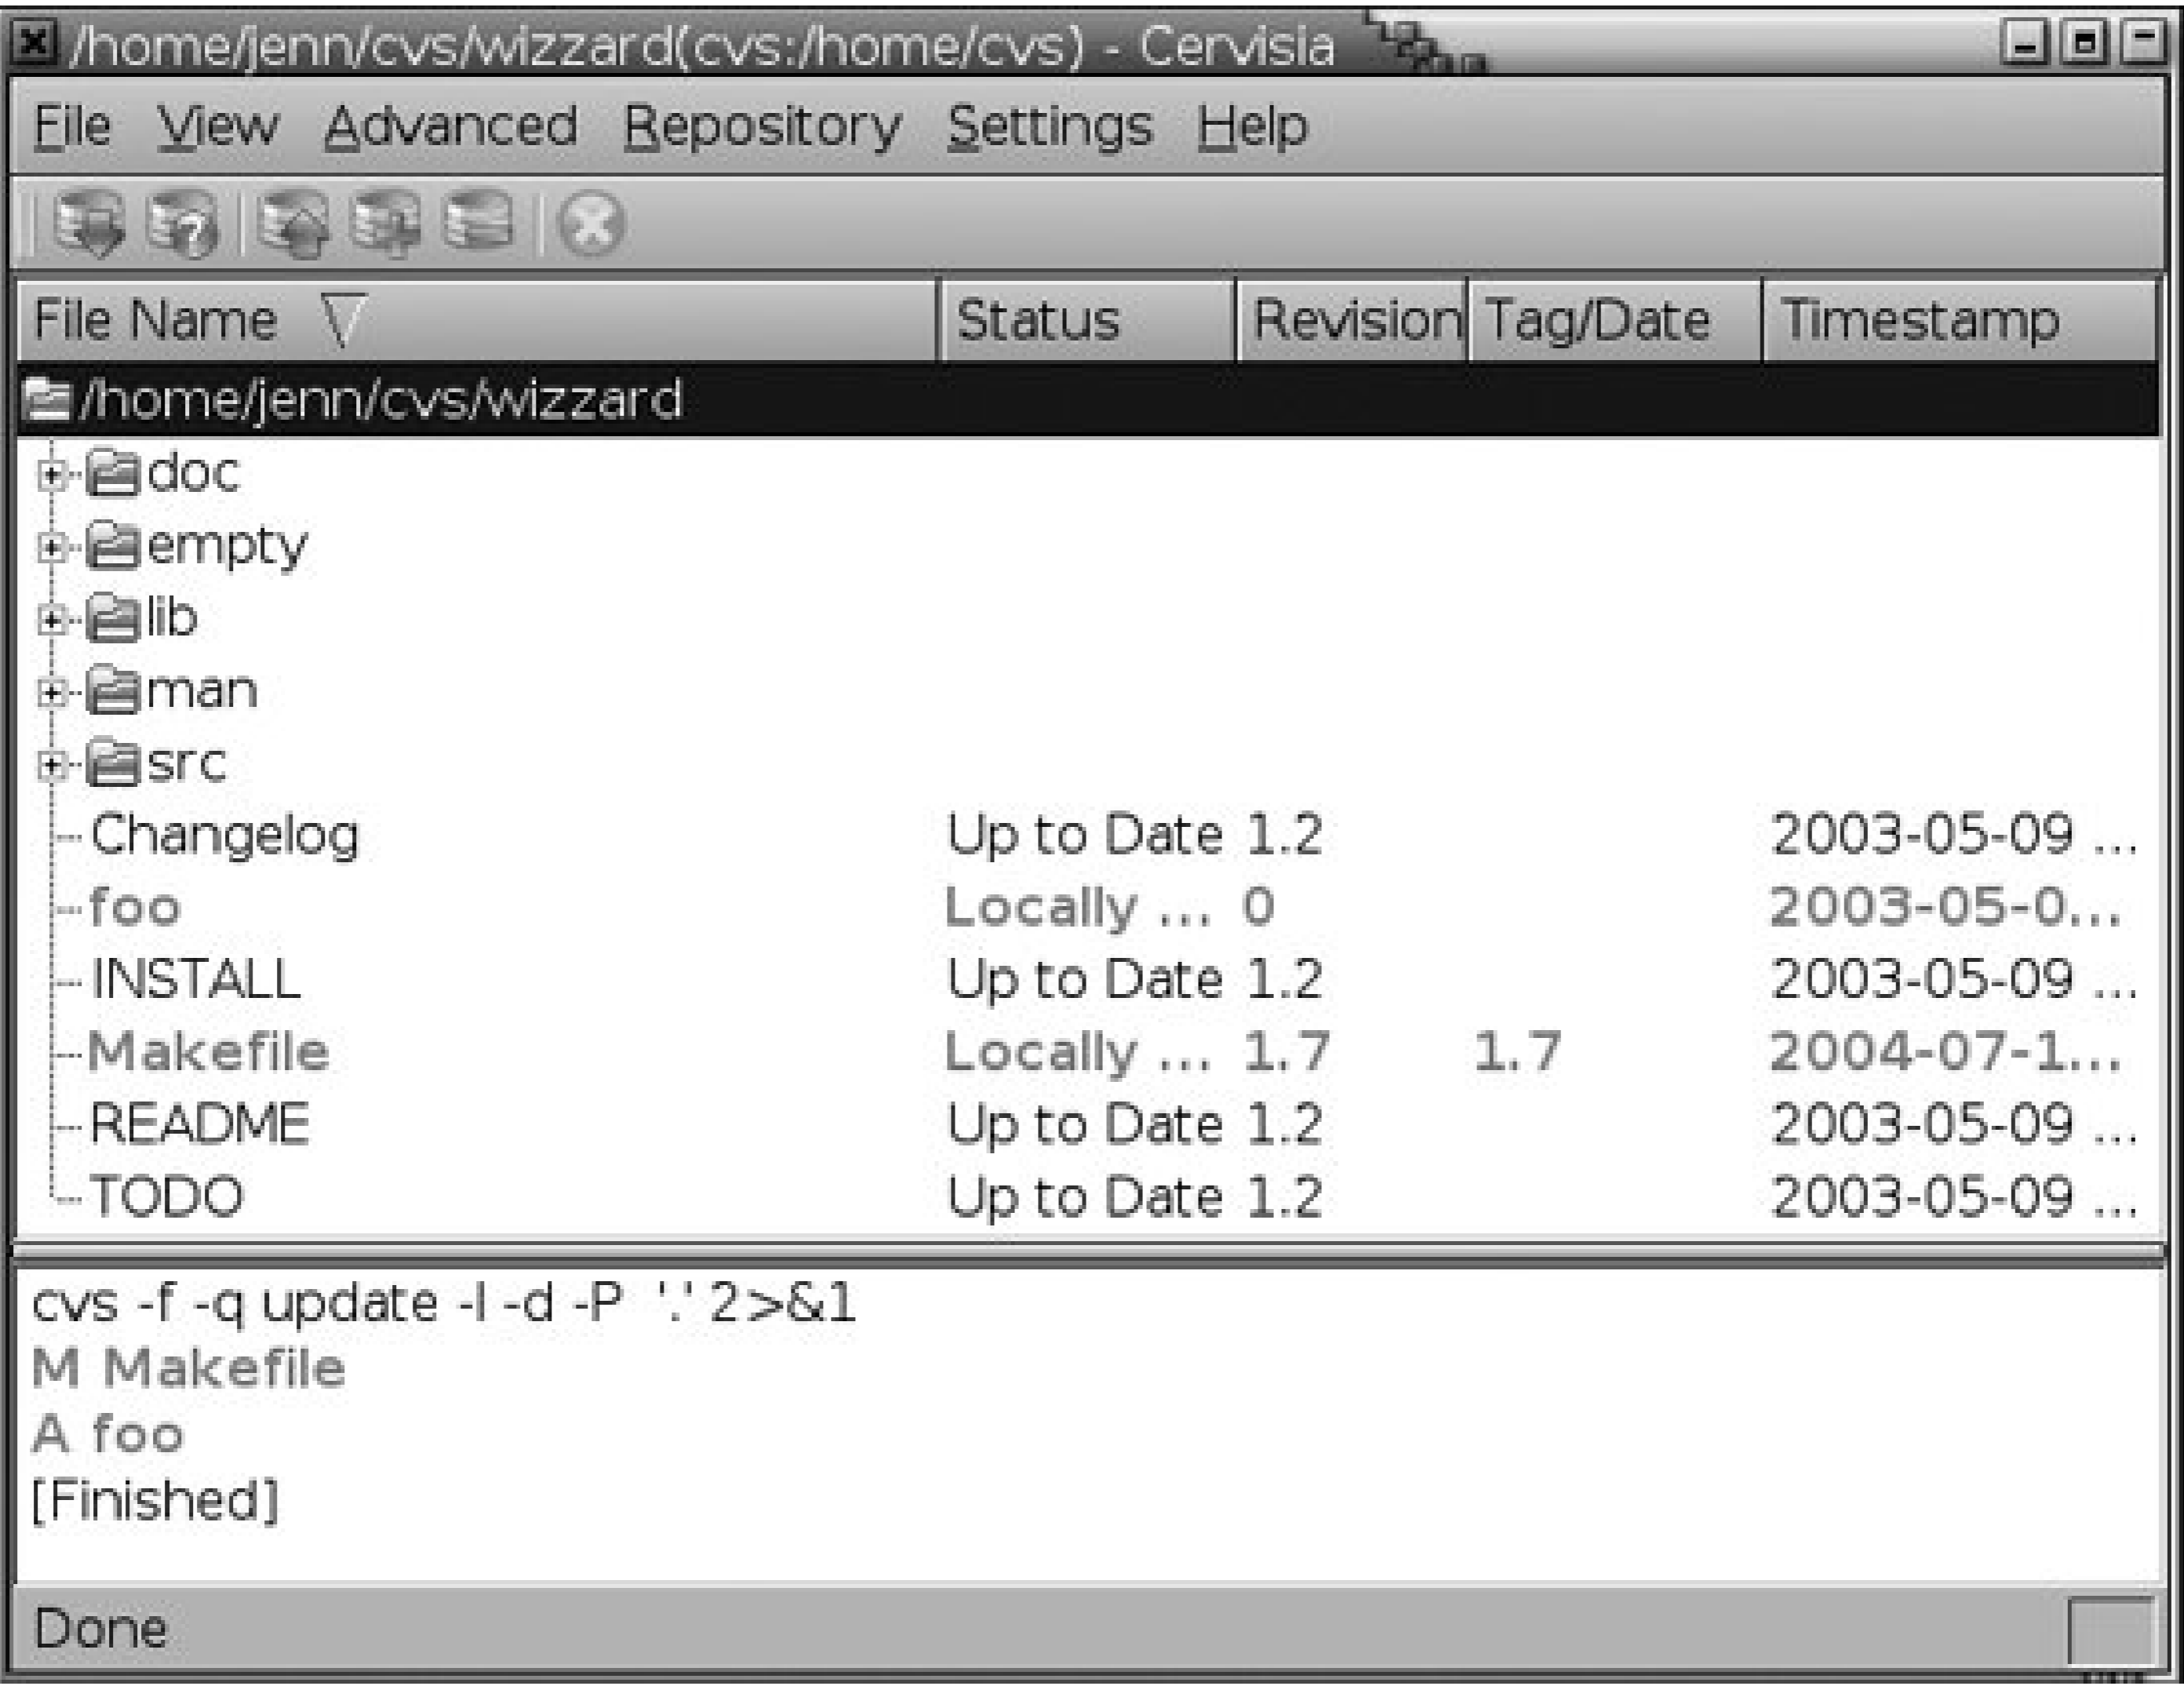 /home/jenn/cvs/wizzard(cvs:/home/cvs) - Cervisia
File View Advanced Repository Settings Help
File Name Status Revision Tag/Date Timestamp
/home/jenn/cvs/wizzard
doc
empty
lib
man
src
Changelog Up to Date 1.2 2003-05-09 ...
foo Locally ... 0 2003-05-0...
INSTALL Up to Date 1.2 2003-05-09 ...
Makefile Locally ... 1.7 1.7 2004-07-1...
README Up to Date 1.2 2003-05-09 ...
TODO Up to Date 1.2 2003-05-09 ...
cvs -f -q update -l -d -P '.' 2>&1
M Makefile
A foo
[Finished]
Done